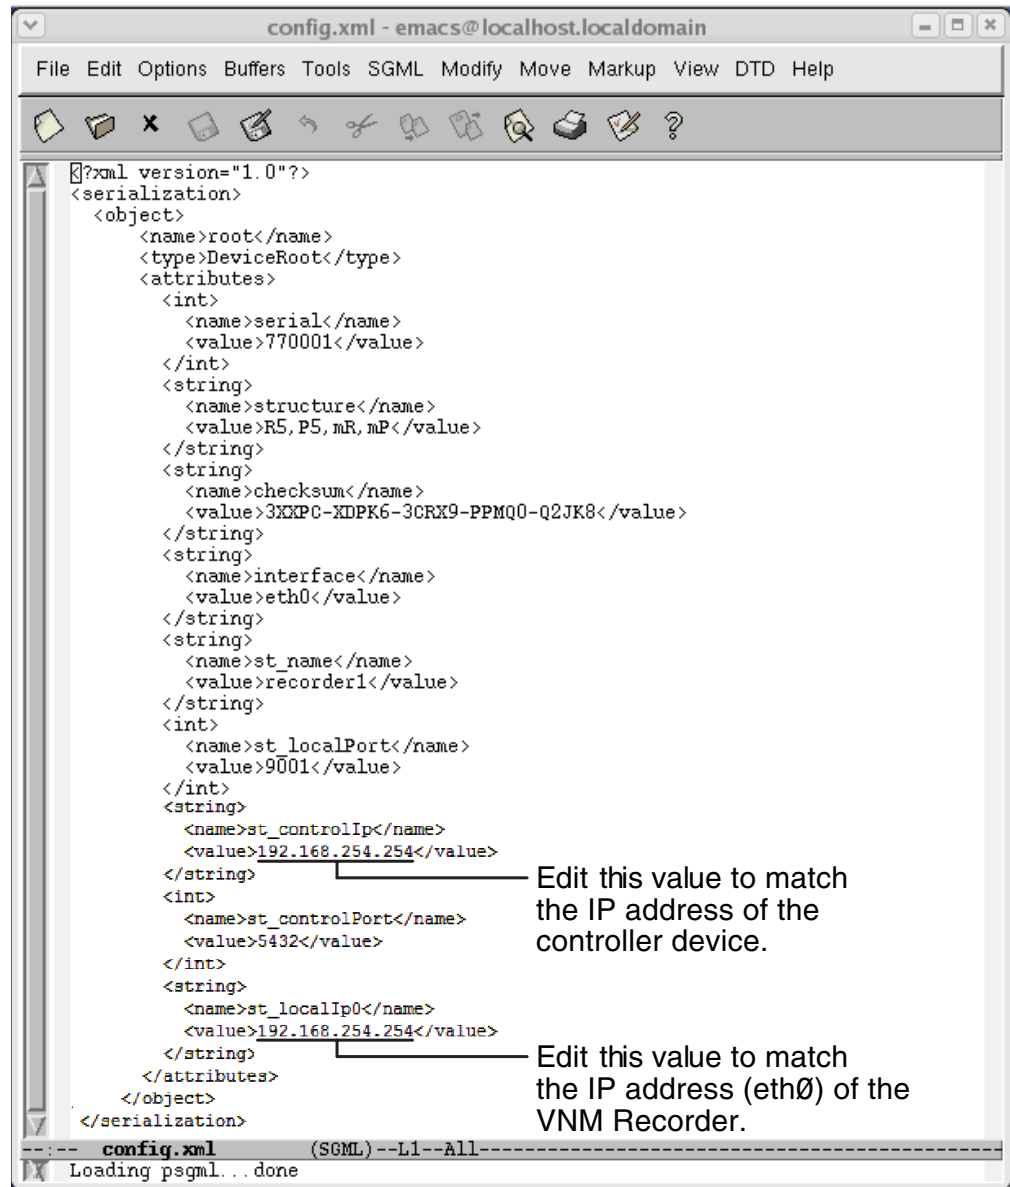 config.xml - emacs@localhost.localdomain
File Edit Options Buffers Tools SGML Modify Move Markup View DTD Help
<?xml version="1.0"?>
<serialization>
<object>
<name>root</name>
<type>DeviceRoot</type>
<attributes>
<int>
<name>serial</name>
<value>770001</value>
</int>
<string>
<name>structure</name>
<value>R5,P5,mR,mP</value>
</string>
<string>
<name>checksum</name>
<value>3XXPC-XDPK6-3CRX9-PPMQ0-Q2JK8</value>
</string>
<string>
<name>interface</name>
<value>eth0</value>
</string>
<string>
<name>st_name</name>
<value>recorder1</value>
</string>
<int>
<name>st_localPort</name>
<value>9001</value>
</int>
<string>
<name>st_controlIp</name>
<value>192.168.254.254</value>
</string>
Edit this value to match
the IP address of the
controller device.
<int>
<name>st_controlPort</name>
<value>5432</value>
</int>
<string>
<name>st_localIp0</name>
<value>192.168.254.254</value>
</string>
Edit this value to match
the IP address (ethØ) of the
VNM Recorder.
</attributes>
</object>
</serialization>
--:-- config.xml (SGML)--L1--All--------------------------------------------
Loading psgml...done